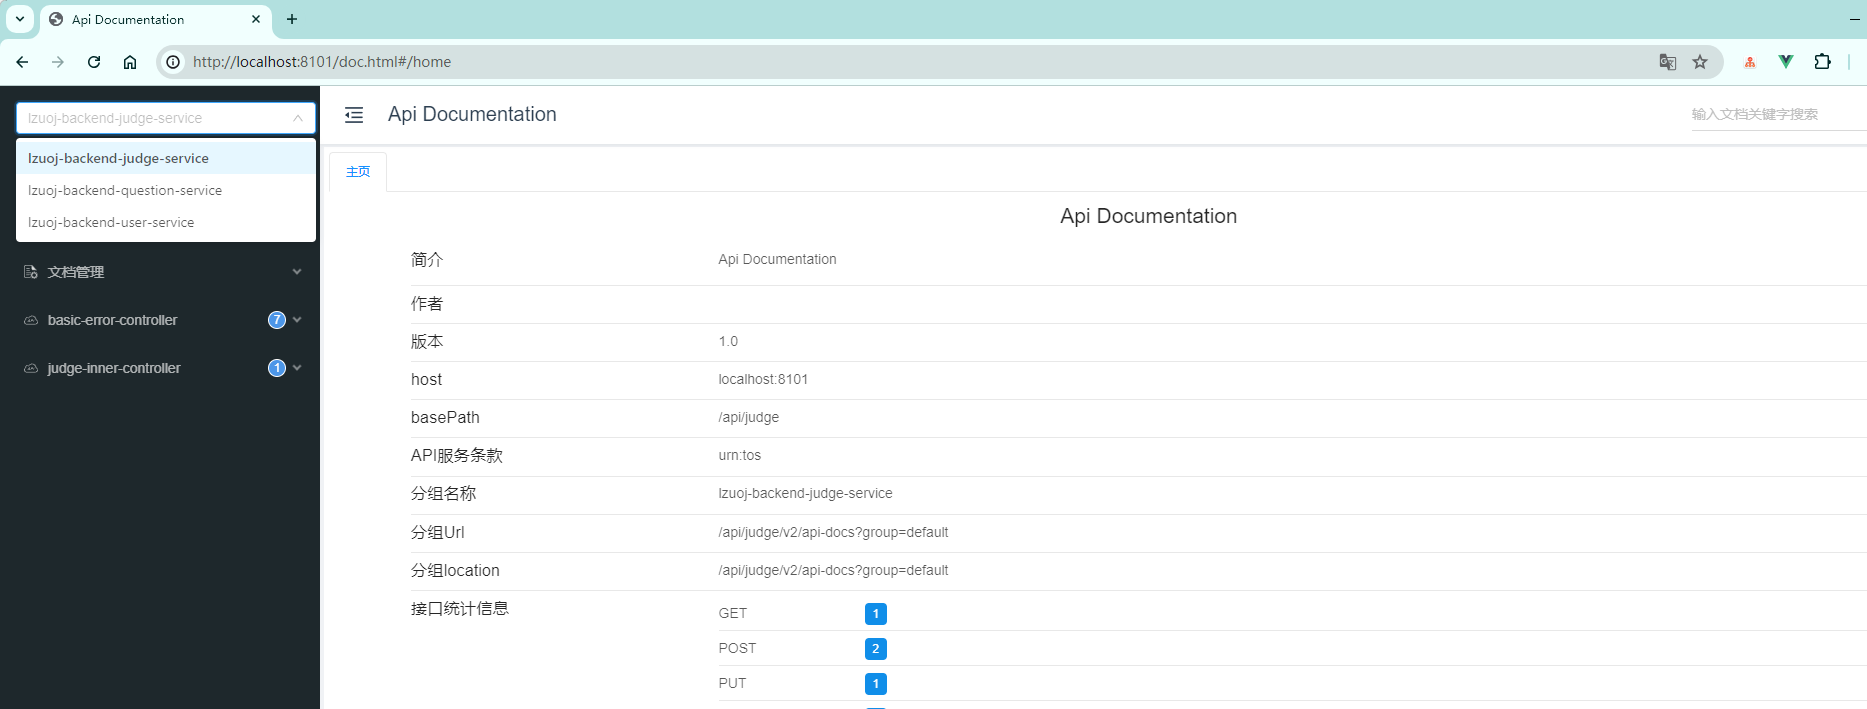 Api Documentation
http://localhost:8101/doc.html#/home
lzuoj-backend-judge-service
lzuoj-backend-judge-service
lzuoj-backend-question-service
lzuoj-backend-user-service
文档管理
basic-error-controller 7
judge-inner-controller 1
Api Documentation
输入文档关键字搜索
主页
Api Documentation
简介 Api Documentation
作者
版本 1.0
host localhost:8101
basePath /api/judge
API服务条款 urn:tos
分组名称 lzuoj-backend-judge-service
分组Url /api/judge/v2/api-docs?group=default
分组location /api/judge/v2/api-docs?group=default
接口统计信息 GET 1
POST 2
PUT 1